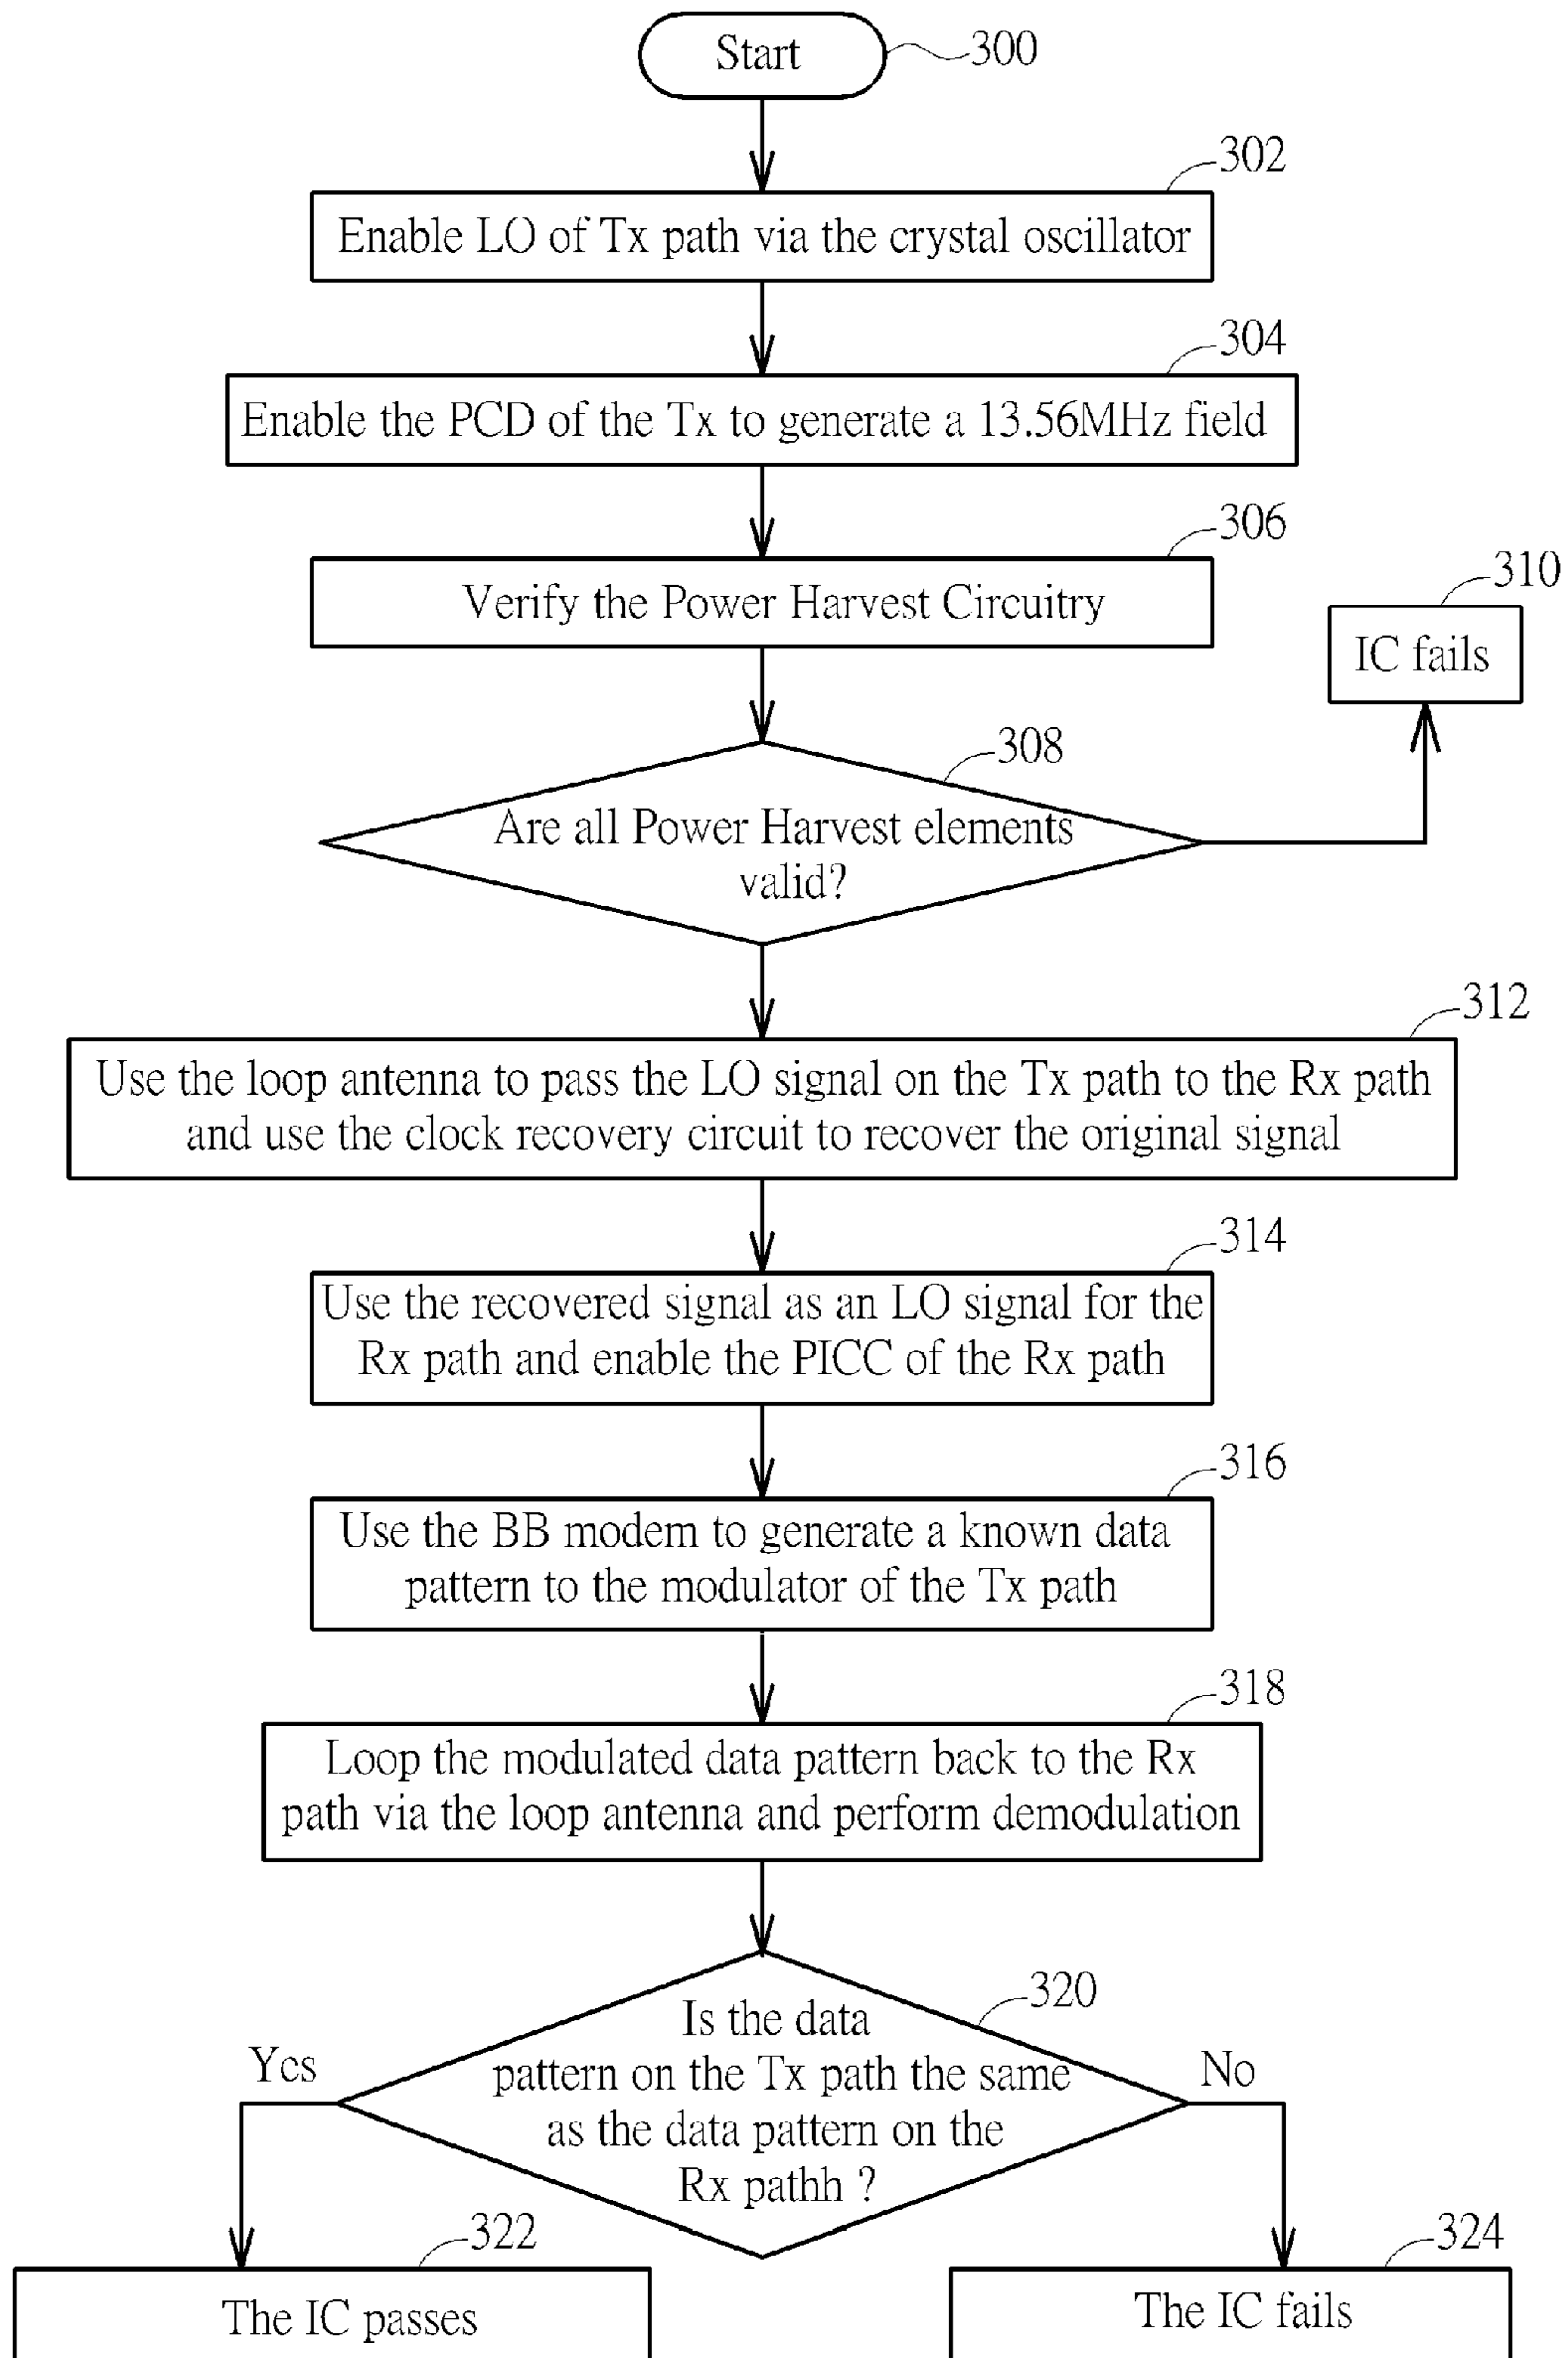 Start
300
302
Enable LO of Tx path via the crystal oscillator
304
Enable the PCD of the Tx to generate a 13.56MHz field
306
Verify the Power Harvest Circuitry
310
IC fails
308
Are all Power Harvest elements
valid?
312
Use the loop antenna to pass the LO signal on the Tx path to the Rx path
and use the clock recovery circuit to recover the original signal
314
Use the recovered signal as an LO signal for the
Rx path and enable the PICC of the Rx path
316
Use the BB modem to generate a known data
pattern to the modulator of the Tx path
318
Loop the modulated data pattern back to the Rx
path via the loop antenna and perform demodulation
320
Is the data
pattern on the Tx path the same
as the data pattern on the
Rx pathh ?
Yes
No
322
The IC passes
324
The IC fails